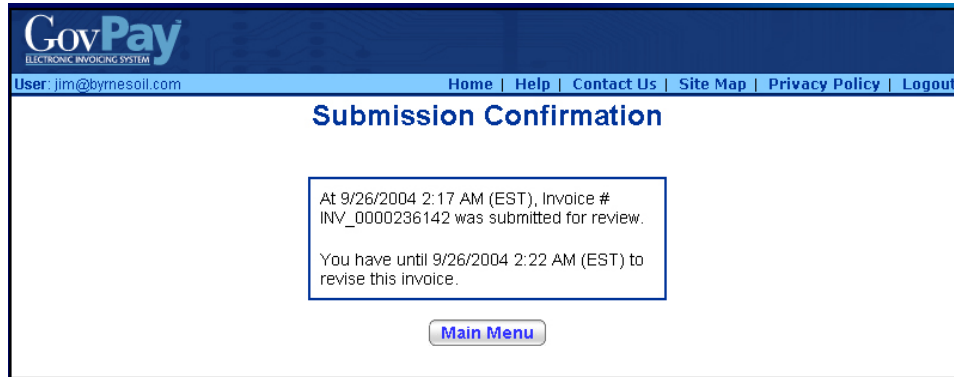 GovPay
ELECTRONIC INVOICING SYSTEM
User: jim@byrnesoil.com Home | Help | Contact Us | Site Map | Privacy Policy | Logout
Submission Confirmation
At 9/26/2004 2:17 AM (EST), Invoice #
INV_0000236142 was submitted for review.
You have until 9/26/2004 2:22 AM (EST) to
revise this invoice.
Main Menu